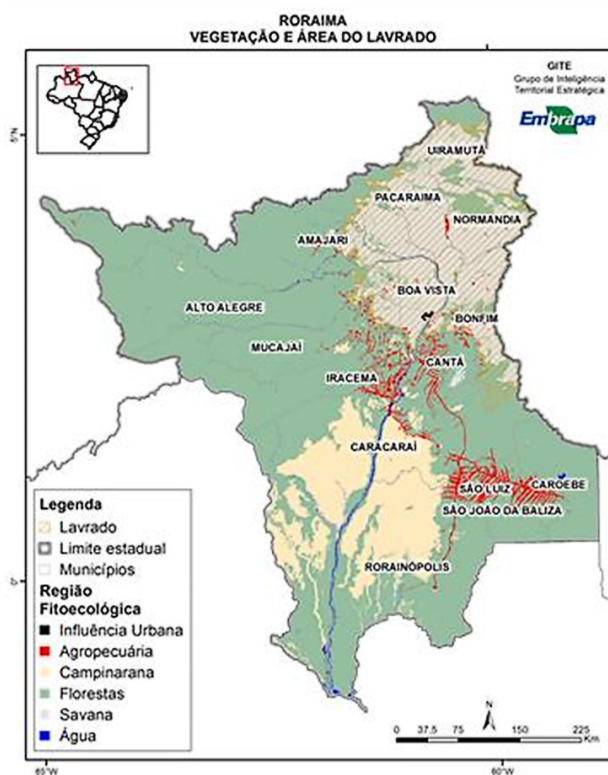 RORAIMA
VEGETAÇÃO E ÁREA DO LAVRADO
GITE
Grupo de Inteligência
Territorial Estratégica
Embrapa
5°N
UIRAMUTÃ
PACARAIMA
NORMANDIA
AMAJARI
BOA VISTA
ALTO ALEGRE
BONFIM
MUCAJAÍ
CANTÁ
IRACEMA
CARACARAÍ
CAROEBE
SÃO LUIZ
SÃO JOÃO DA BALIZA
RORAINÓPOLIS
0°
Legenda
Lavrado
Limite estadual
Municípios
Região
Fitoecológica
Influência Urbana
Agropecuária
Campinarana
Florestas
Savana
Água
N
0 37,5 75 150 225
Km
65°W
60°W